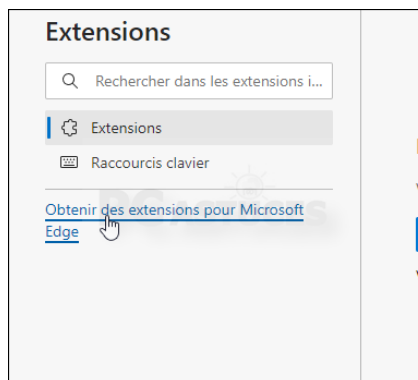 Extensions
Rechercher dans les extensions i...
Extensions
Raccourcis clavier
Obtenir des extensions pour Microsoft
Edge